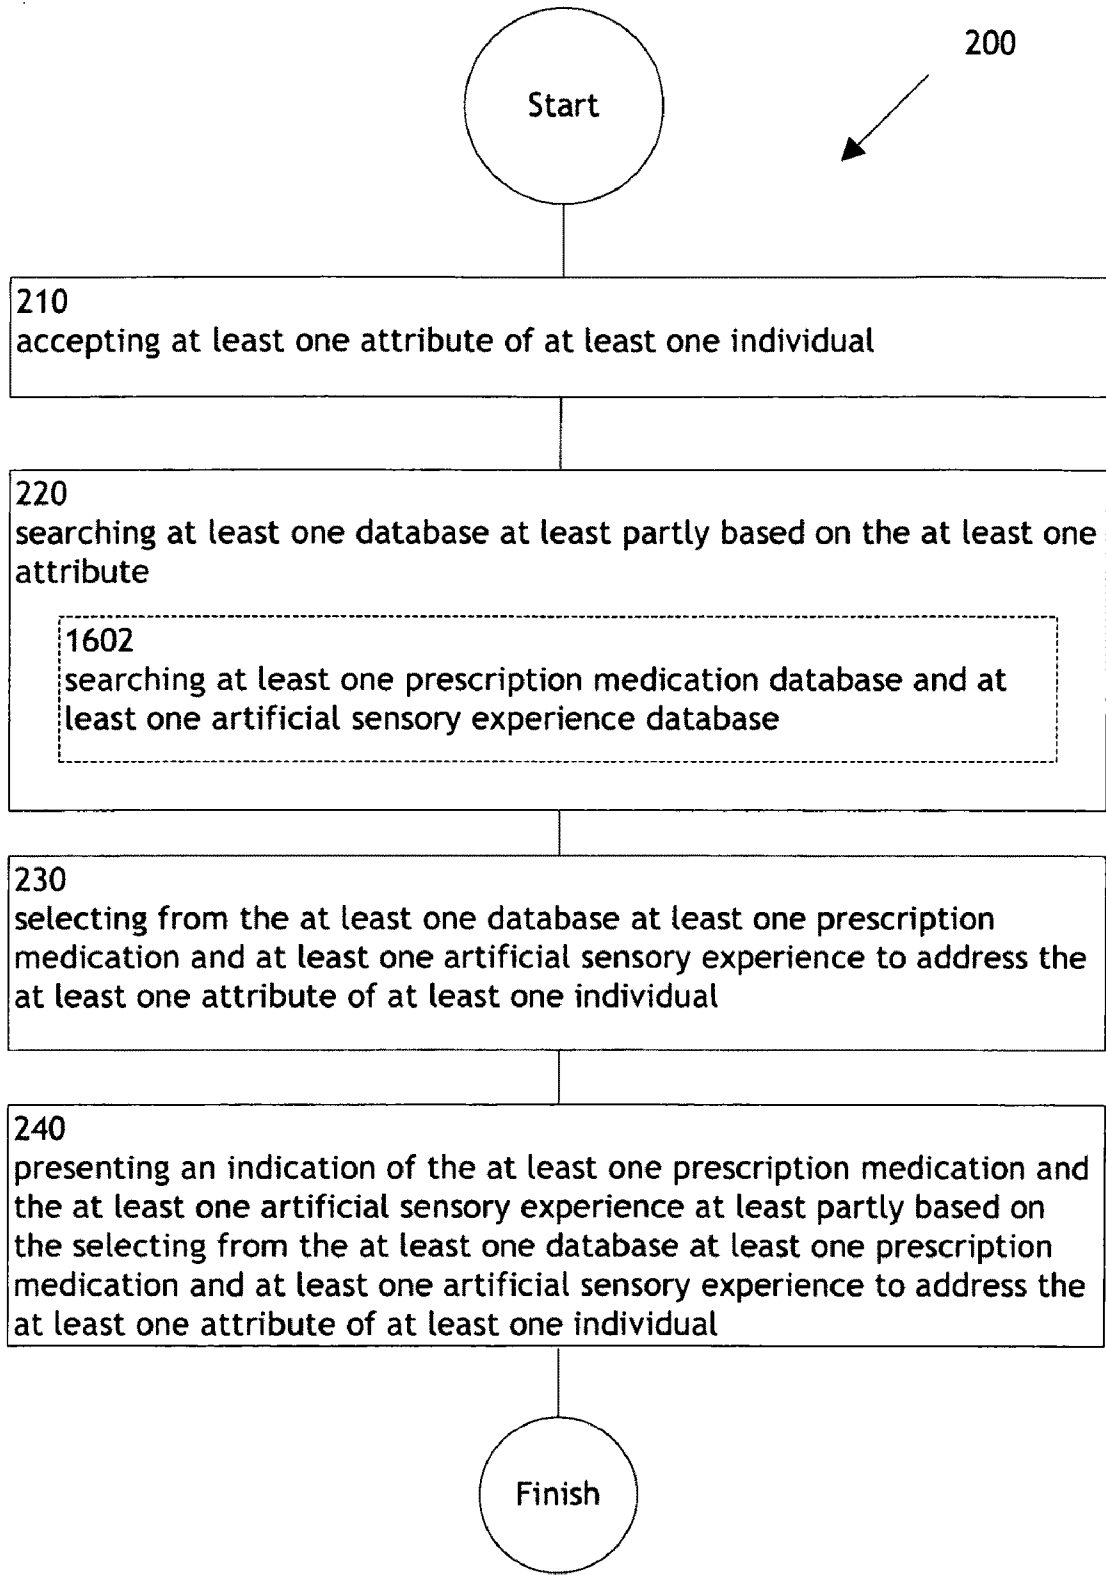 200
Start
210
accepting at least one attribute of at least one individual
220
searching at least one database at least partly based on the at least one
attribute
1602
searching at least one prescription medication database and at
least one artificial sensory experience database
230
selecting from the at least one database at least one prescription
medication and at least one artificial sensory experience to address the
at least one attribute of at least one individual
240
presenting an indication of the at least one prescription medication and
the at least one artificial sensory experience at least partly based on
the selecting from the at least one database at least one prescription
medication and at least one artificial sensory experience to address the
at least one attribute of at least one individual
Finish